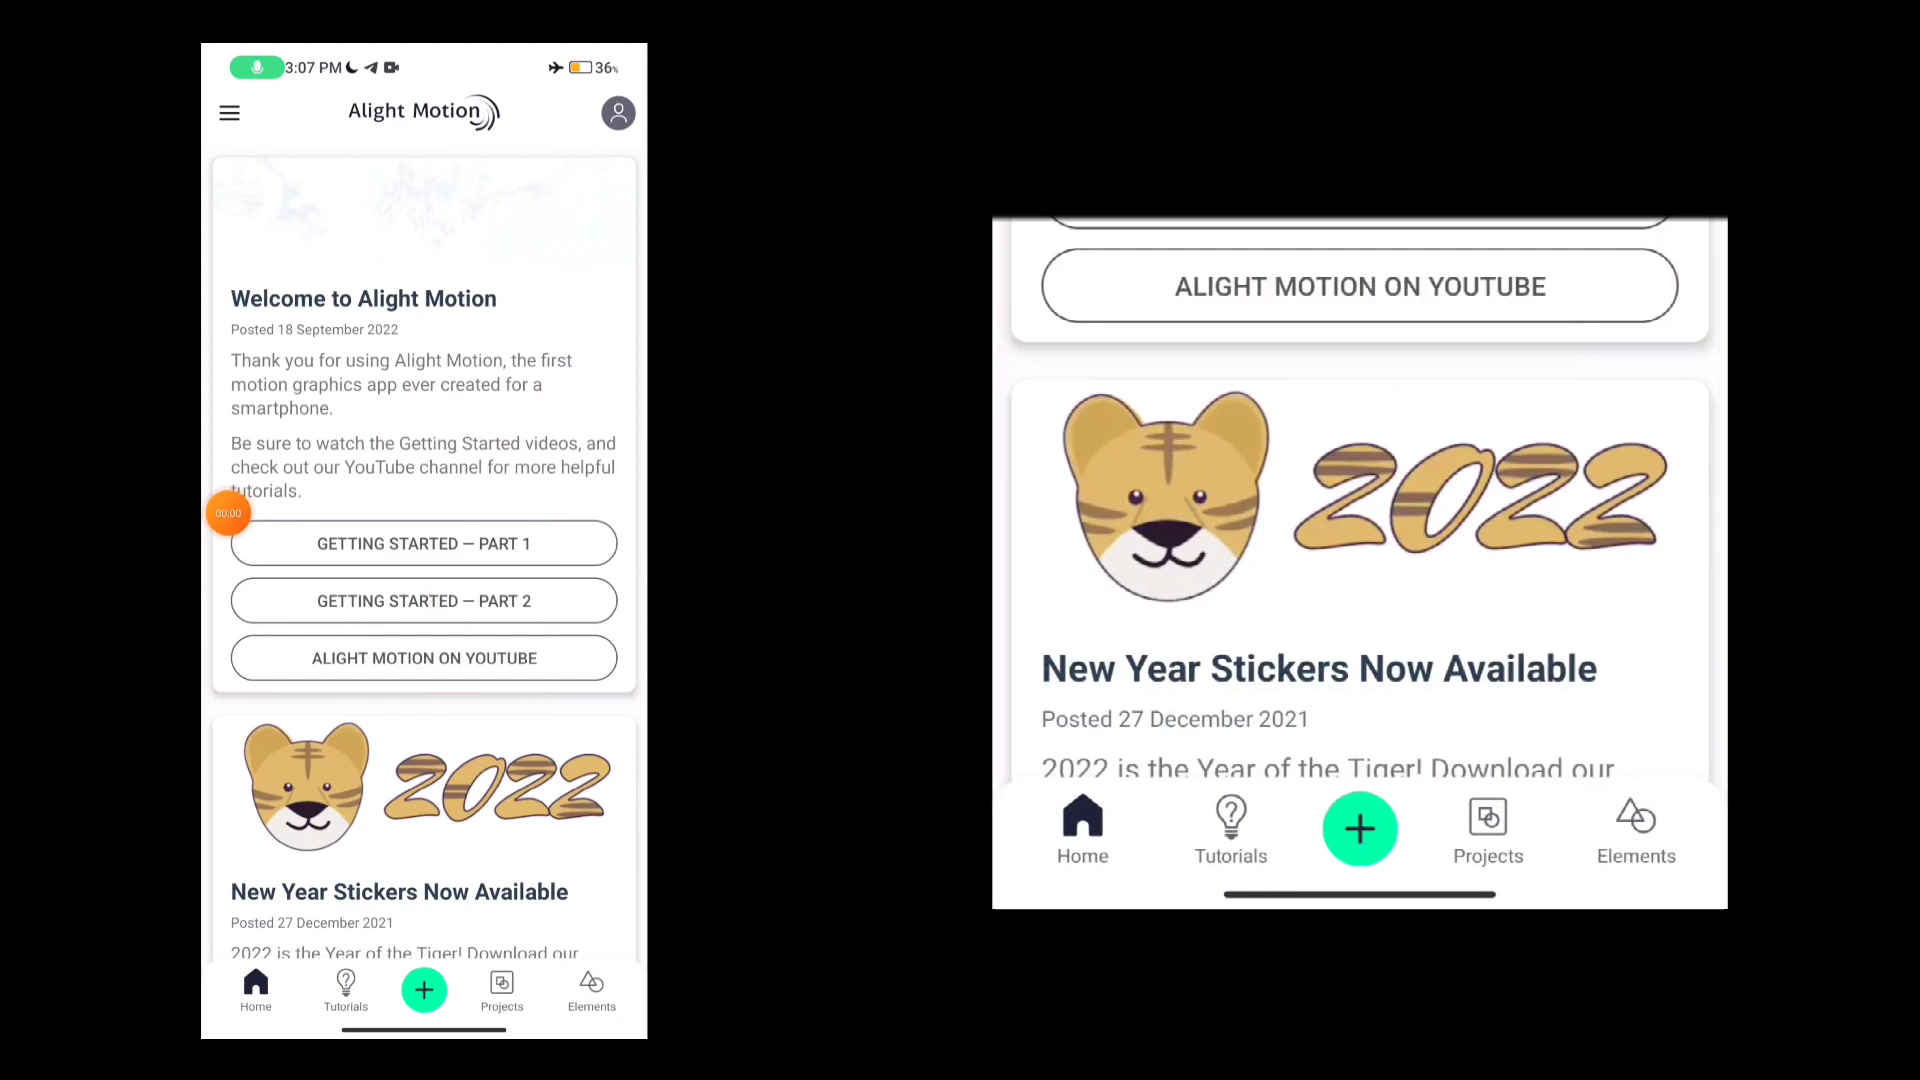 3:07 PM
36%
Alight Motion
Welcome to Alight Motion
Posted 18 September 2022
Thank you for using Alight Motion, the first
motion graphics app ever created for a
smartphone.
Be sure to watch the Getting Started videos, and
check out our YouTube channel for more helpful
tutorials.
00:00
GETTING STARTED — PART 1
GETTING STARTED — PART 2
ALIGHT MOTION ON YOUTUBE
2022
New Year Stickers Now Available
Posted 27 December 2021
2022 is the Year of the Tiger! Download our
Home
Tutorials
Projects
Elements
ALIGHT MOTION ON YOUTUBE
2022
New Year Stickers Now Available
Posted 27 December 2021
2022 is the Year of the Tiger! Download our
Home
Tutorials
Projects
Elements